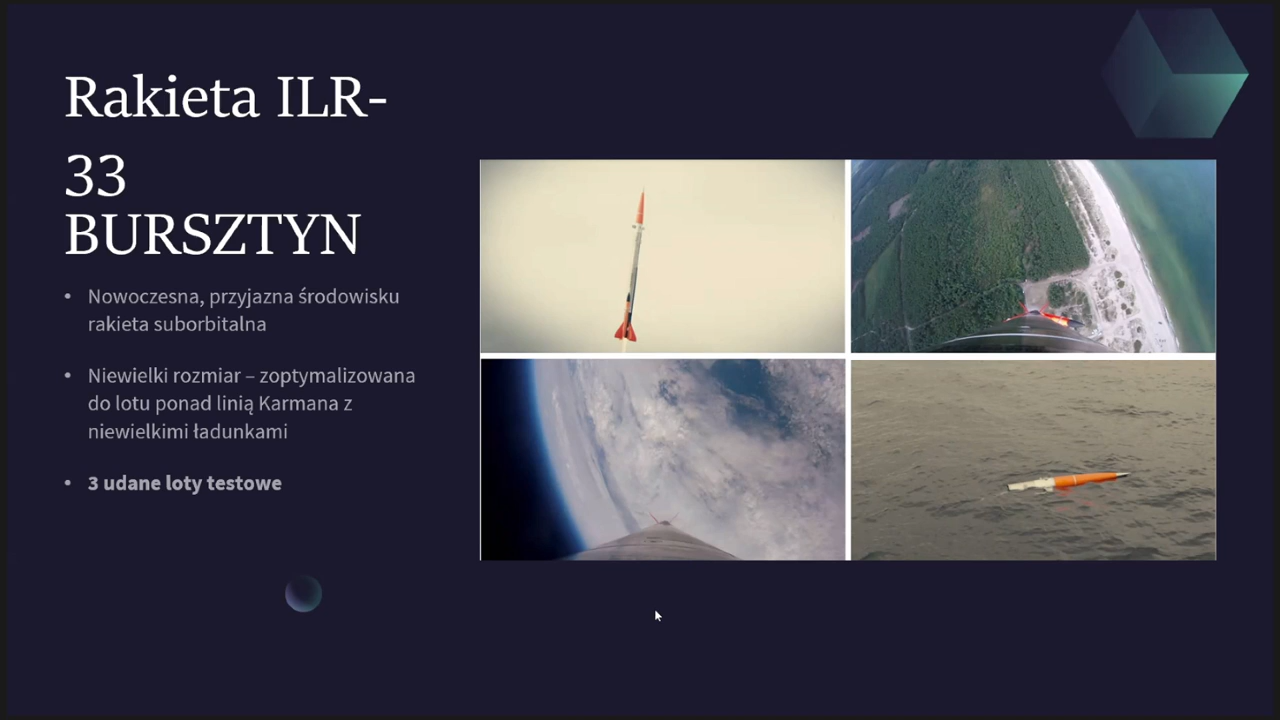 Rakieta ILR-
33
BURSZTYN
• Nowoczesna, przyjazna środowisku
rakieta suborbitalna
• Niewielki rozmiar – zoptymalizowana
do lotu ponad linią Karmana z
niewielkimi ładunkami
• 3 udane loty testowe